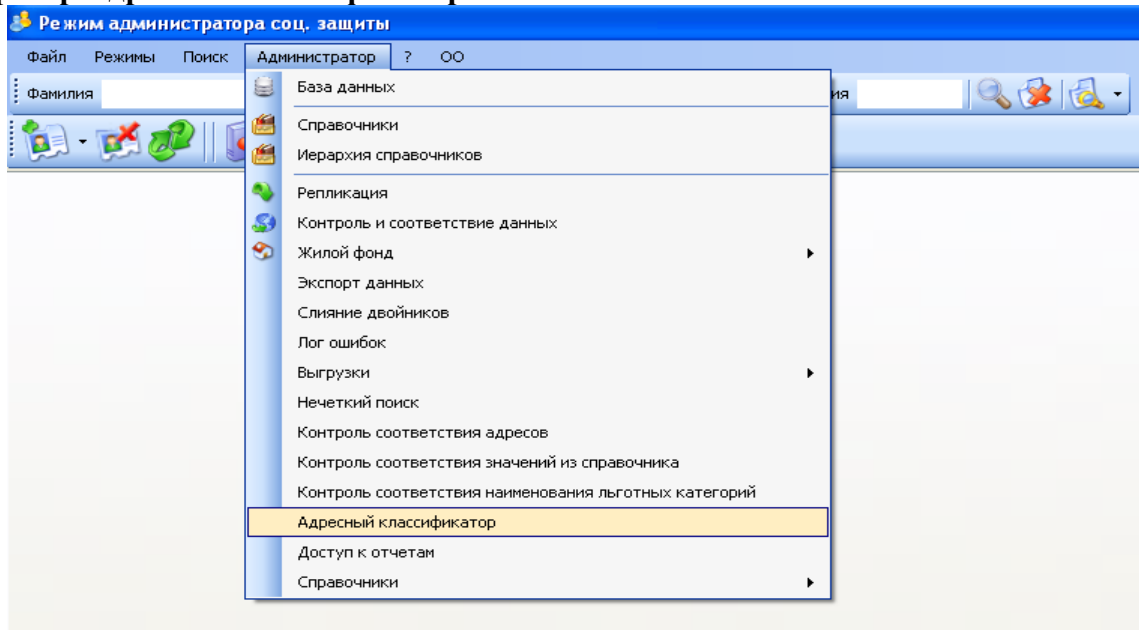 Режим администратора соц. защиты
Файл Режимы Поиск Администратор ? ОО
Фамилия ия
База данных
Справочники
Иерархия справочников
Репликация
Контроль и соответствие данных
Жилой фонд
Экспорт данных
Слияние двойников
Лог ошибок
Выгрузки
Нечеткий поиск
Контроль соответствия адресов
Контроль соответствия значений из справочника
Контроль соответствия наименования льготных категорий
Адресный классификатор
Доступ к отчетам
Справочники